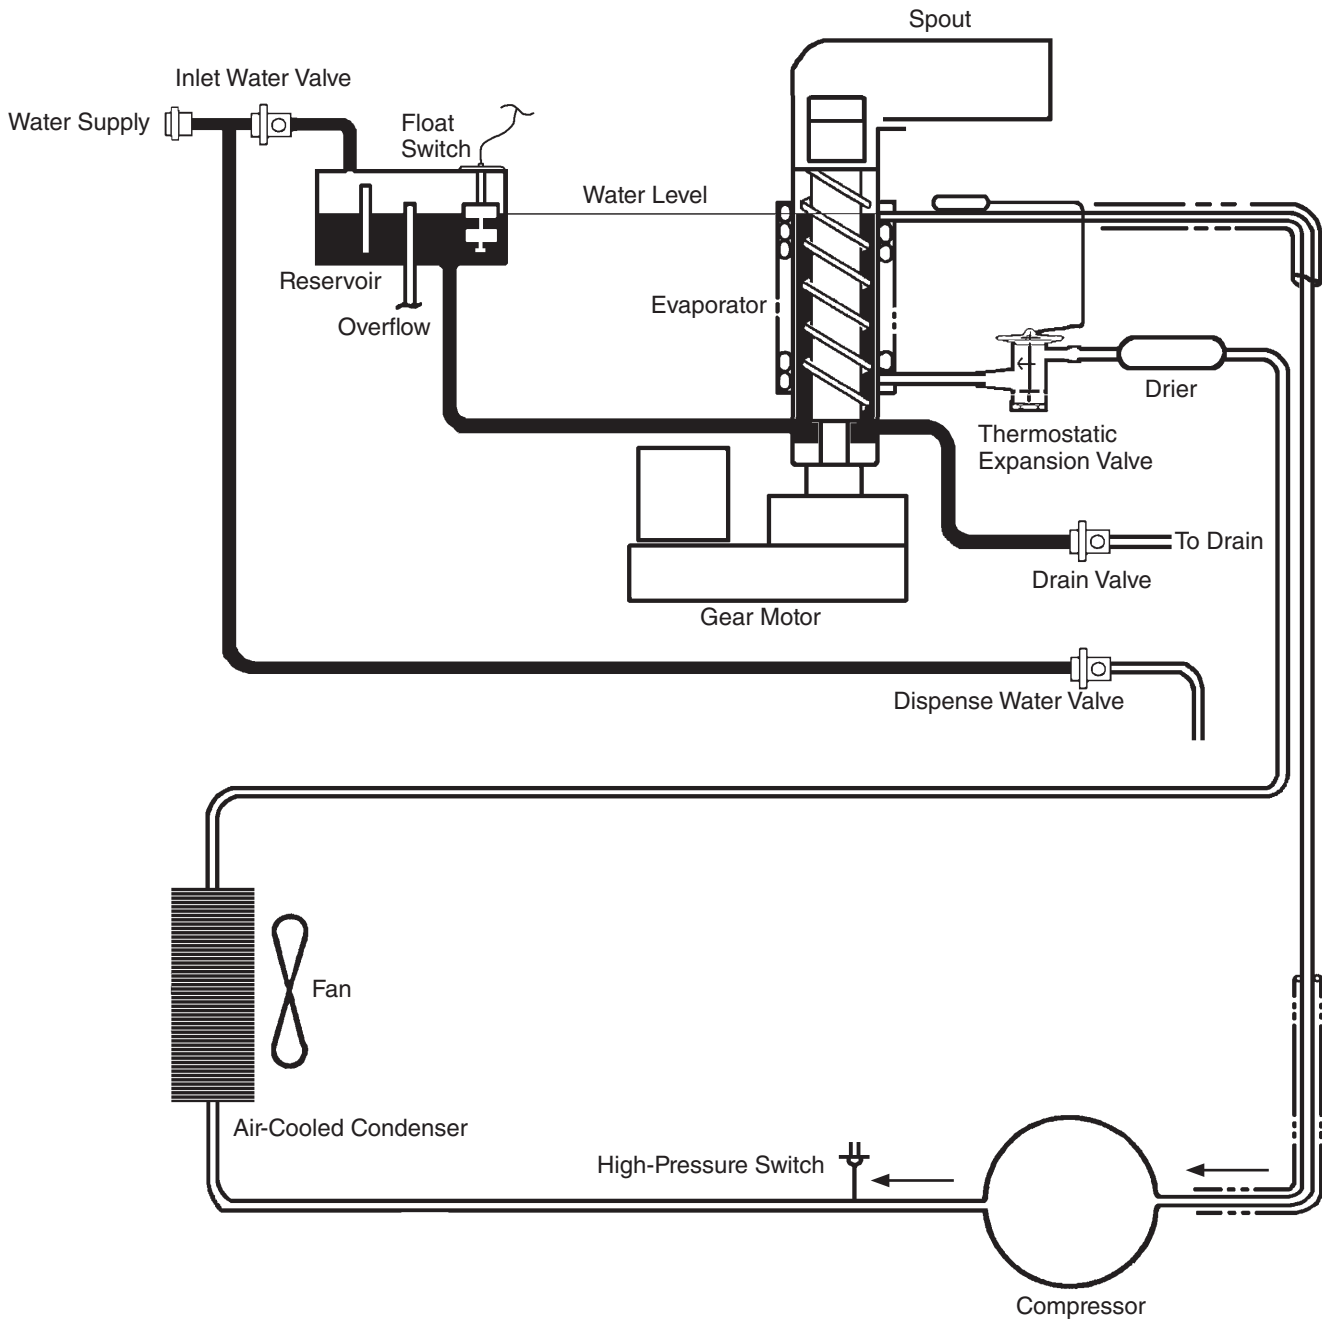 Spout
Inlet Water Valve
Water Supply
Float
Switch
Water Level
Reservoir
Overflow
Evaporator
Drier
Thermostatic
Expansion Valve
To Drain
Drain Valve
Gear Motor
Dispense Water Valve
Fan
Air-Cooled Condenser
High-Pressure Switch
Compressor